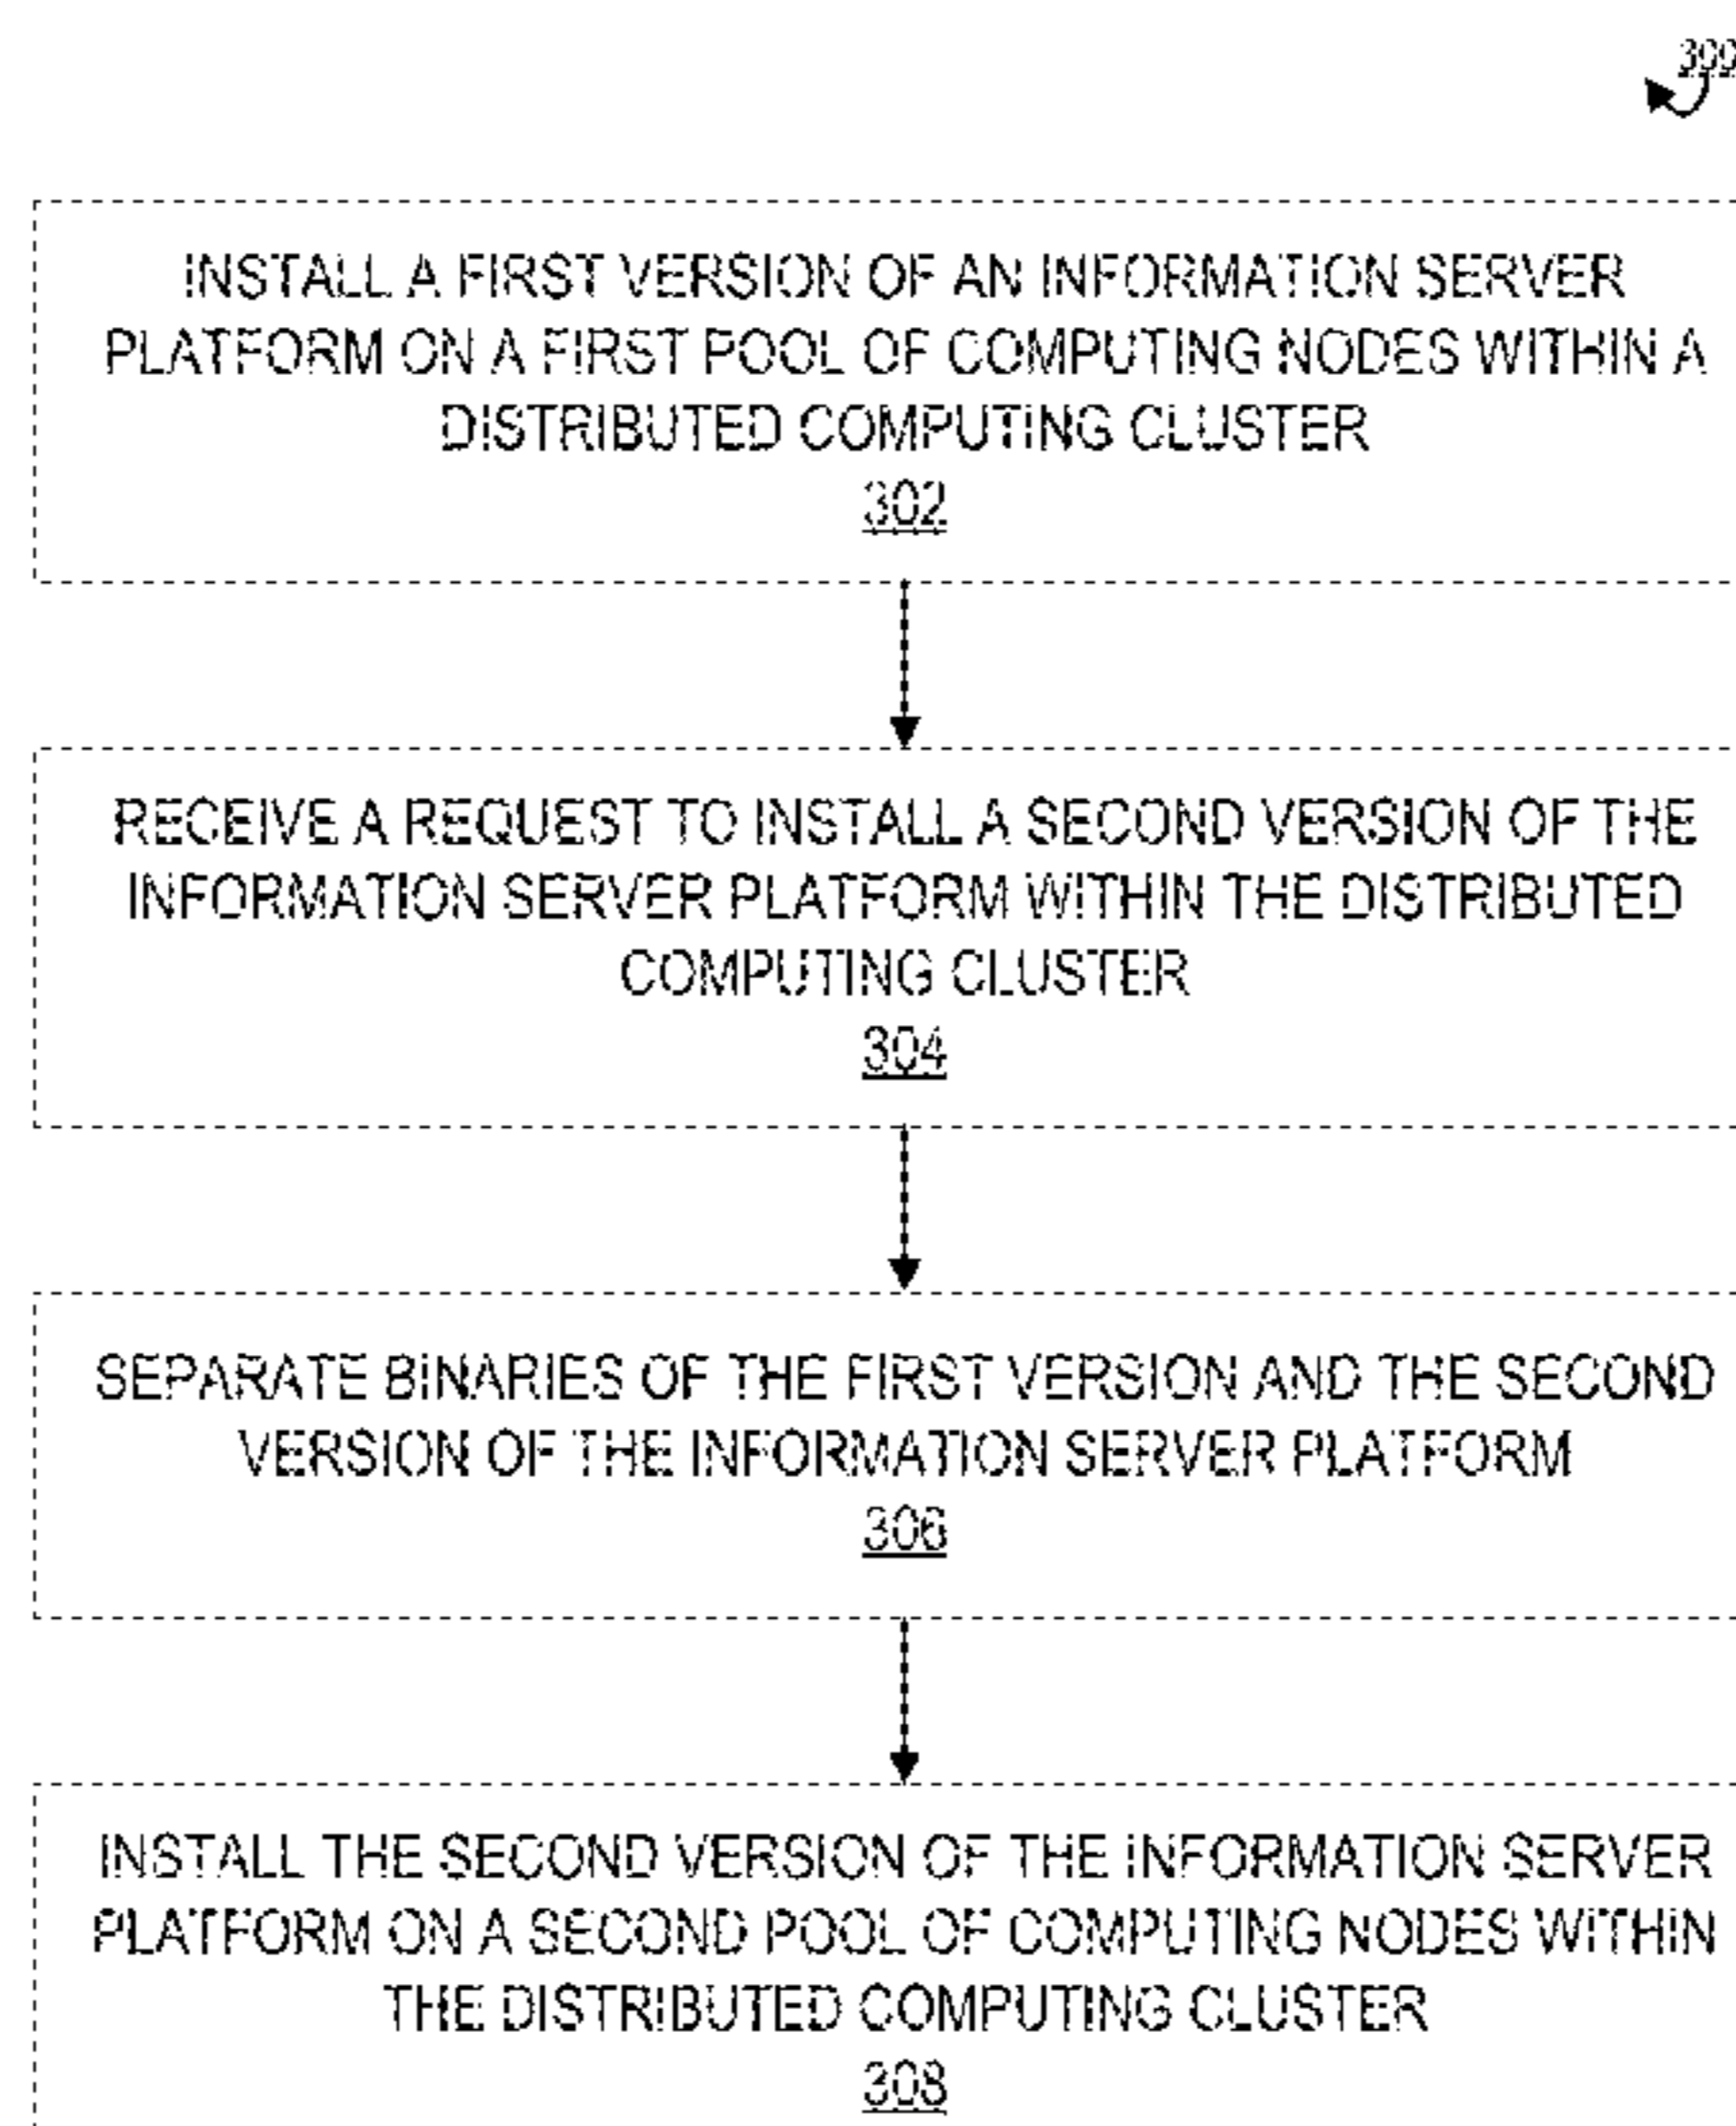 300
INSTALL A FIRST VERSION OF AN INFORMATION SERVER
PLATFORM ON A FIRST POOL OF COMPUTING NODES WITHIN A
DISTRIBUTED COMPUTING CLUSTER
302
RECEIVE A REQUEST TO INSTALL A SECOND VERSION OF THE
INFORMATION SERVER PLATFORM WITHIN THE DISTRIBUTED
COMPUTING CLUSTER
304
SEPARATE BINARIES OF THE FIRST VERSION AND THE SECOND
VERSION OF THE INFORMATION SERVER PLATFORM
306
INSTALL THE SECOND VERSION OF THE INFORMATION SERVER
PLATFORM ON A SECOND POOL OF COMPUTING NODES WITHIN
THE DISTRIBUTED COMPUTING CLUSTER
308